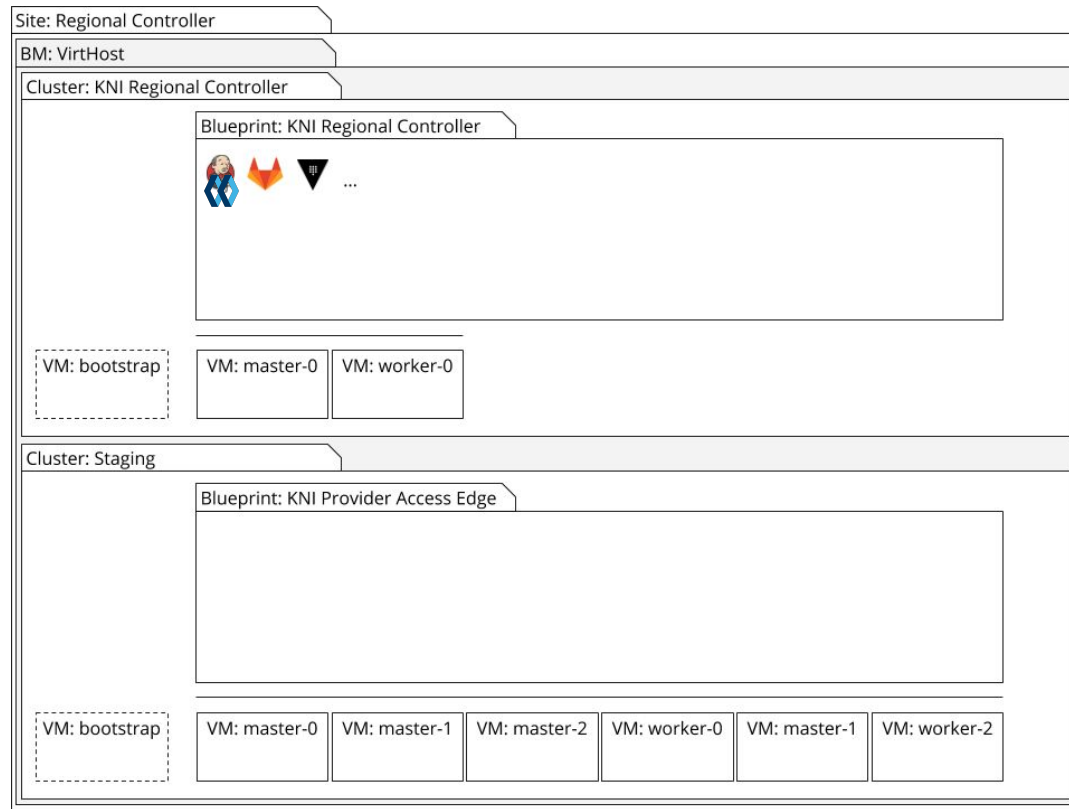 Site: Regional Controller
BM: VirtHost
Cluster: KNI Regional Controller
Blueprint: KNI Regional Controller
...
VM: bootstrap
VM: master-0
VM: worker-0
Cluster: Staging
Blueprint: KNI Provider Access Edge
VM: bootstrap
VM: master-0
VM: master-1
VM: master-2
VM: worker-0
VM: master-1
VM: worker-2